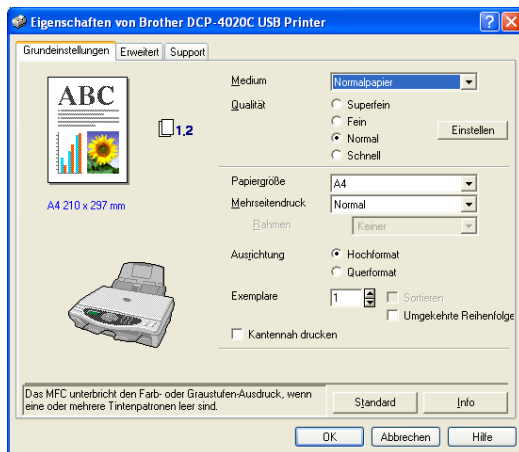 Eigenschaften von Brother DCP-4020C USB Printer
Grundeinstellungen Erweitert Support
ABC
1.2
A4 210 x 297 mm
Medium Normalpapier
Qualität Superfein
Fein
Normal Einstellen
Schnell
Papiergröße A4
Mehrseitendruck Normal
Rahmen Keiner
Ausrichtung Hochformat
Querformat
Exemplare 1 Sortieren
Umgekehrte Reihenfolge
Kantennah drucken
Das MFC unterbricht den Farb- oder Graustufen-Ausdruck, wenn
eine oder mehrere Tintenpatronen leer sind.
Standard Info
OK Abbrechen Hilfe